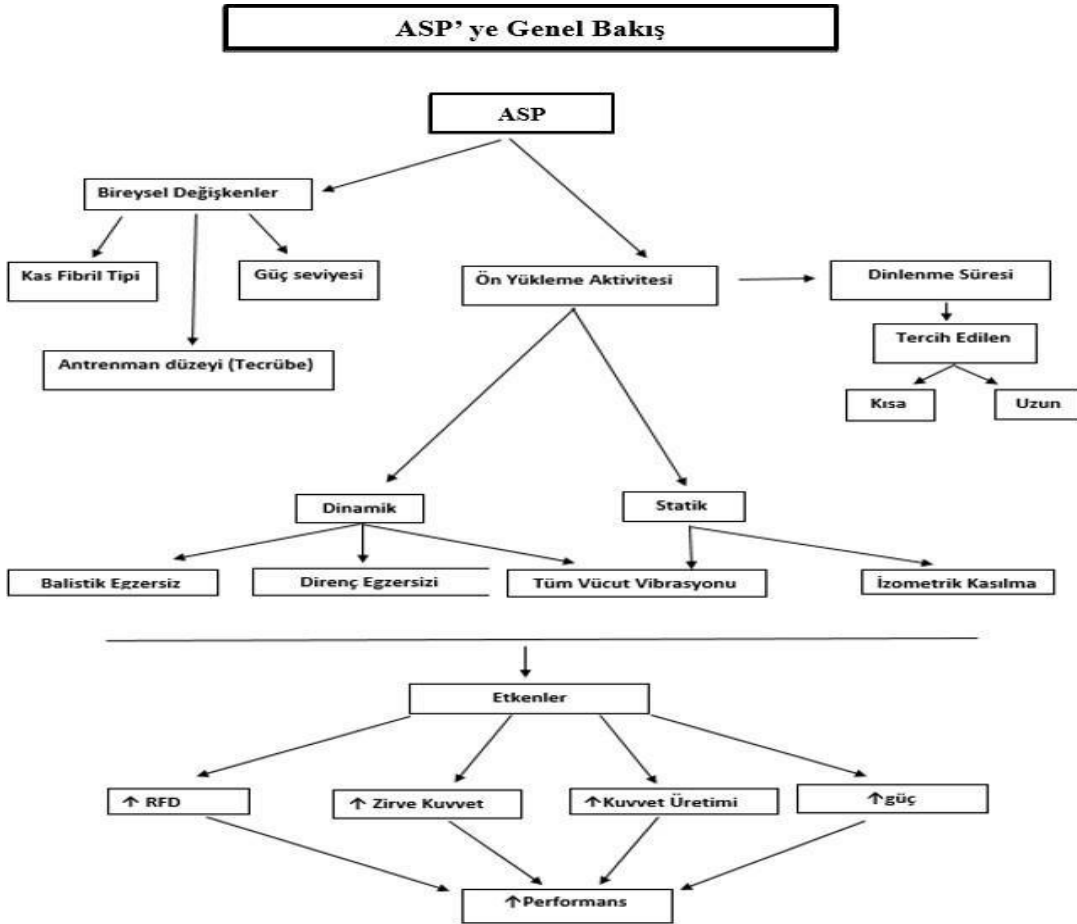 ASP’ ye Genel Bakış
ASP
Bireysel Değişkenler
Kas Fibril Tipi
Güç seviyesi
Antrenman düzeyi (Tecrübe)
Ön Yükleme Aktivitesi
Dinlenme Süresi
Tercih Edilen
Kısa
Uzun
Dinamik
Statik
Balistik Egzersiz
Direnç Egzersizi
Tüm Vücut Vibrasyonu
İzometrik Kasılma
Etkenler
↑ RFD
↑ Zirve Kuvvet
↑Kuvvet Üretimi
↑güç
↑Performans